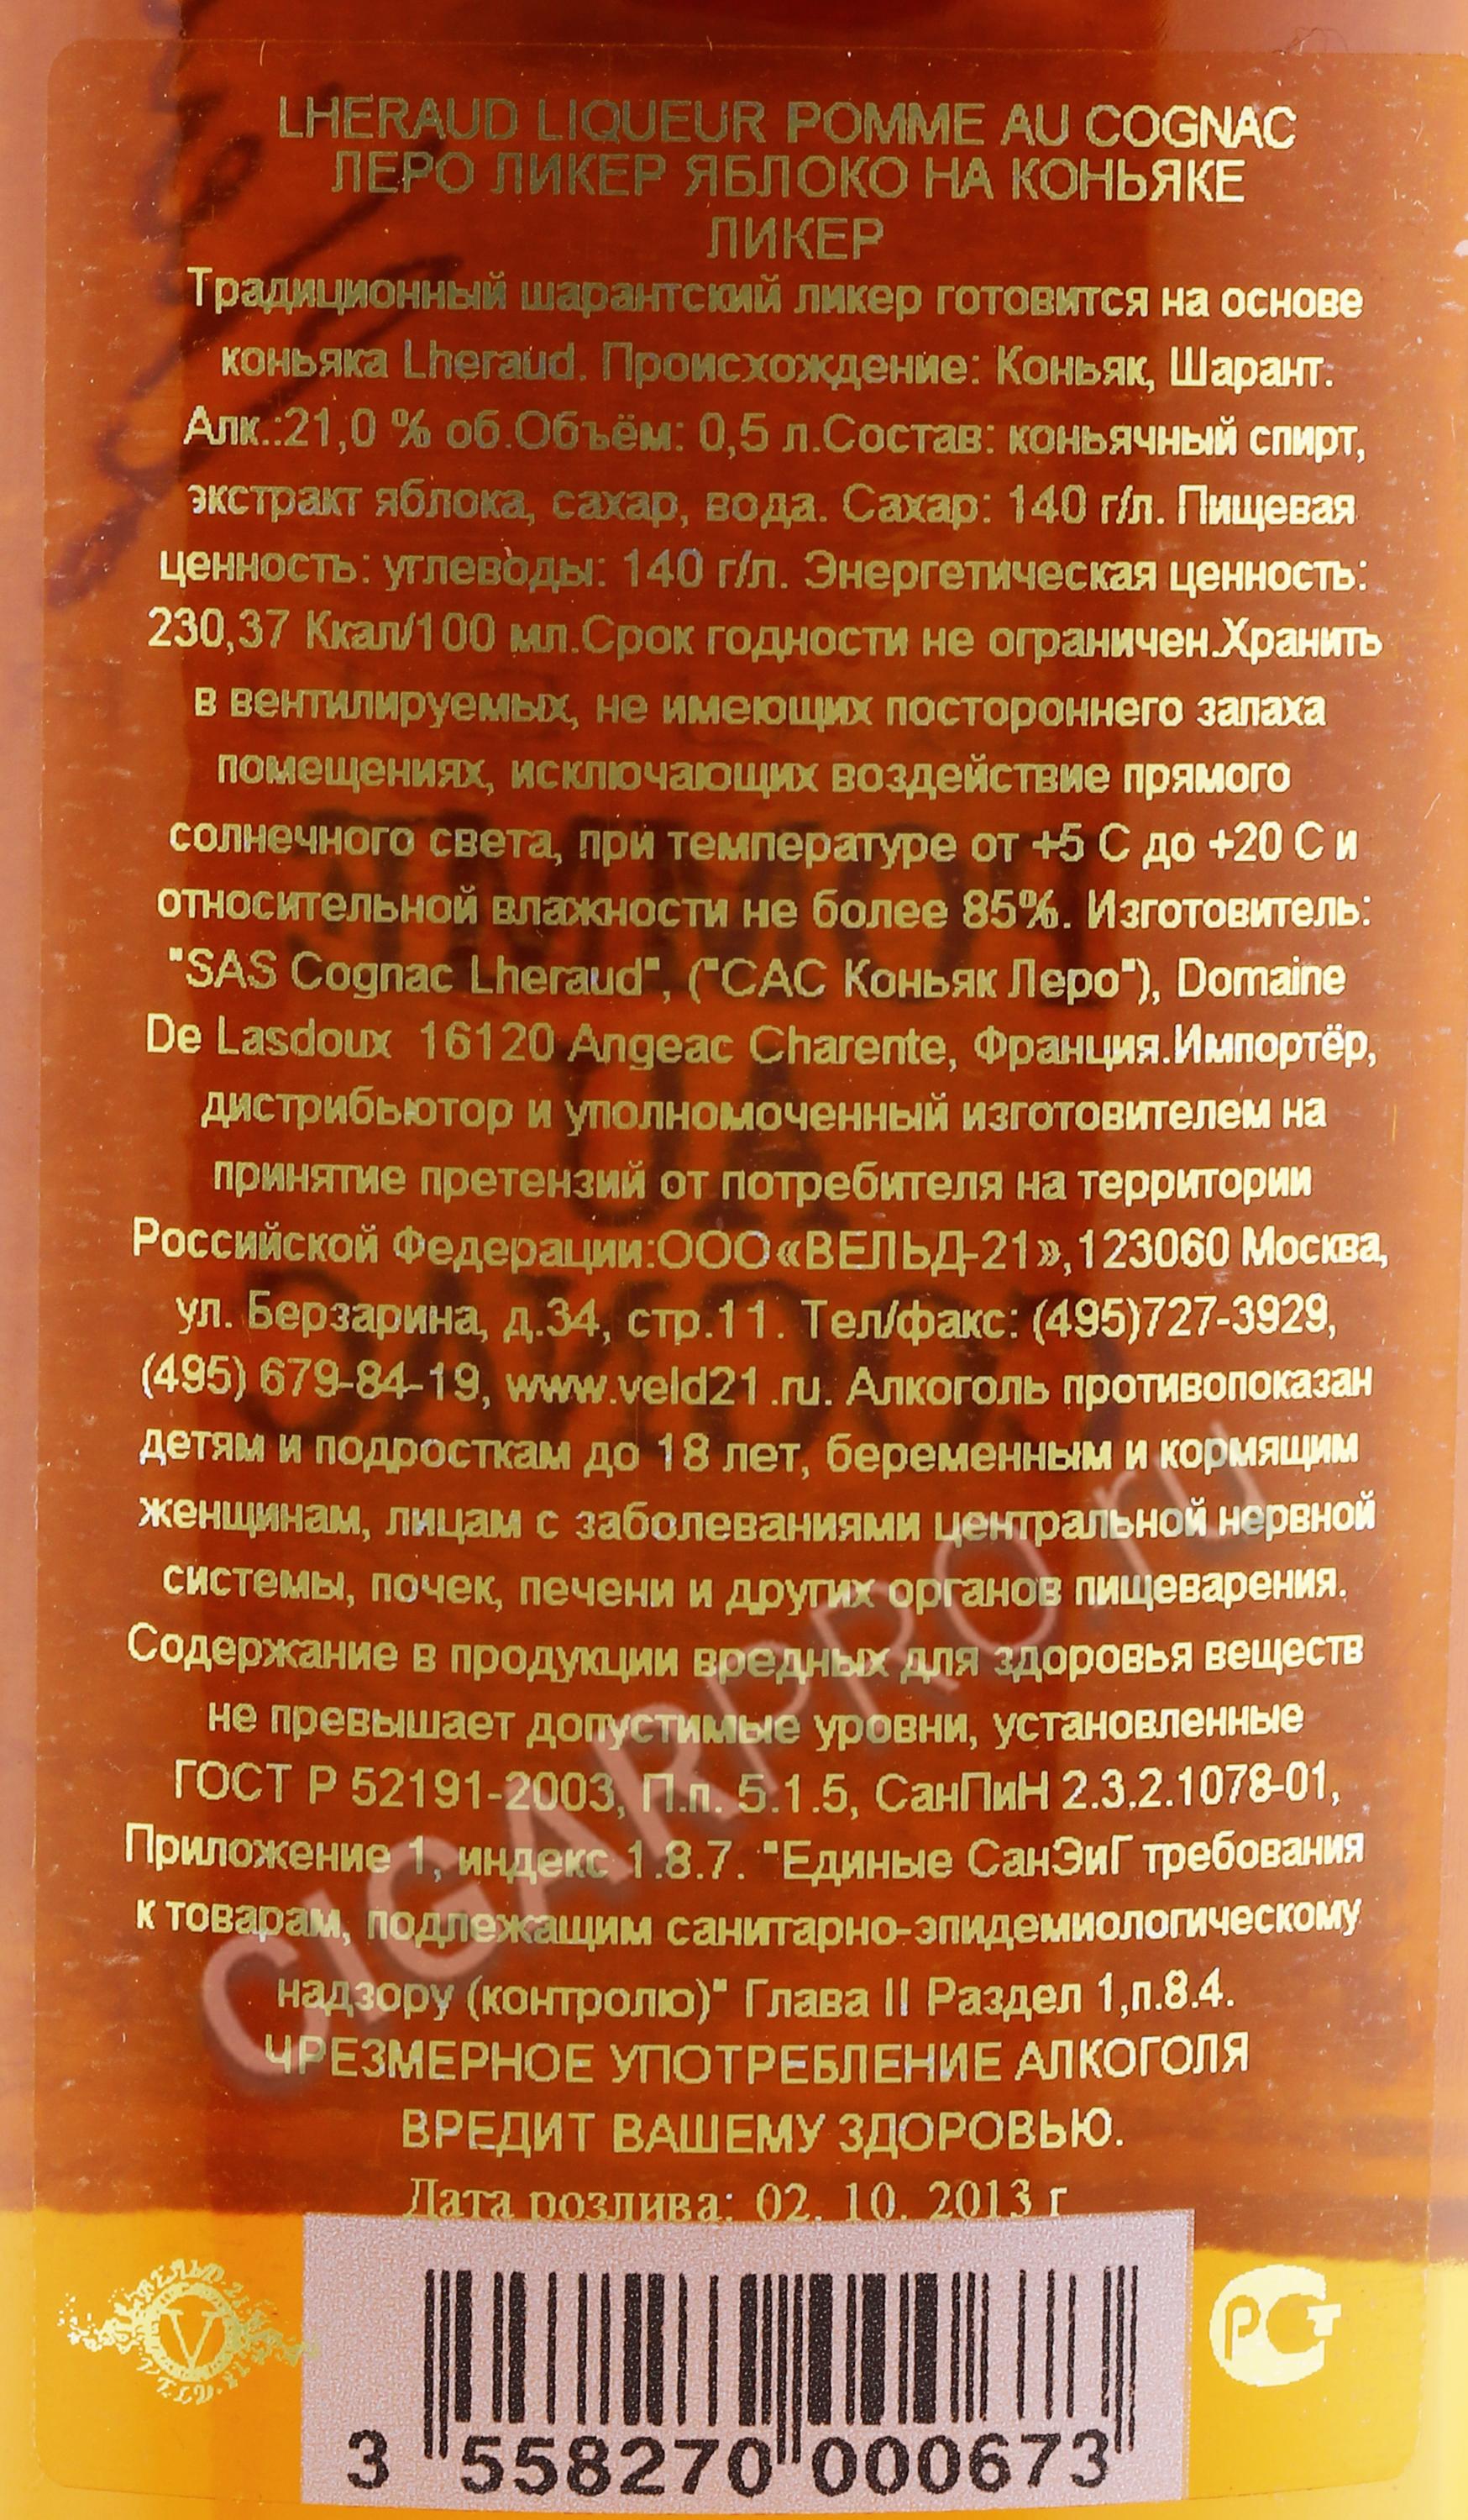 LHERAUD LIQUEUR POMME AU COGNAC
ЛЕРО ЛИКЕР ЯБЛОКО НА КОНЬЯКЕ
ЛИКЕР
Традиционный шарантский ликер готовится на основе
коньяка Lheraud. Происхождение: Коньяк, Шарант.
Алк.:21,0 % об.Объём: 0,5 л.Состав: коньячный спирт,
экстракт яблока, сахар, вода. Сахар: 140 г/л. Пищевая
ценность: углеводы: 140 г/л. Энергетическая ценность:
230,37 Ккал/100 мл.Срок годности не ограничен.Хранить
в вентилируемых, не имеющих постороннего запаха
помещениях, исключающих воздействие прямого
солнечного света, при температуре от +5 С до +20 С и
относительной влажности не более 85%. Изготовитель:
"SAS Cognac Lheraud", ("САС Коньяк Леро"), Domaine
De Lasdoux 16120 Angeac Charente, Франция.Импортёр,
дистрибьютор и уполномоченный изготовителем на
принятие претензий от потребителя на территории
Российской Федерации:ООО«ВЕЛЬД-21»,123060 Москва,
ул. Берзарина, д.34, стр.11. Тел/факс: (495)727-3929,
(495) 679-84-19, www.veld21.ru. Алкоголь противопоказан
детям и подросткам до 18 лет, беременным и кормящим
женщинам, лицам с заболеваниями центральной нервной
системы, почек, печени и других органов пищеварения.
Содержание в продукции вредных для здоровья веществ
не превышает допустимые уровни, установленные
ГОСТ Р 52191-2003, П.п. 5.1.5, СанПиН 2.3.2.1078-01,
Приложение 1, индекс 1.8.7. "Единые СанЭиГ требования
к товарам, подлежащим санитарно-эпидемиологическому
надзору (контролю)" Глава II Раздел 1,п.8.4.
ЧРЕЗМЕРНОЕ УПОТРЕБЛЕНИЕ АЛКОГОЛЯ
ВРЕДИТ ВАШЕМУ ЗДОРОВЬЮ.
Дата розлива: 02. 10. 2013 г
V
РСТ
3 558270 000673
POMME
AU
COGNAC
CIGARPRO.ru